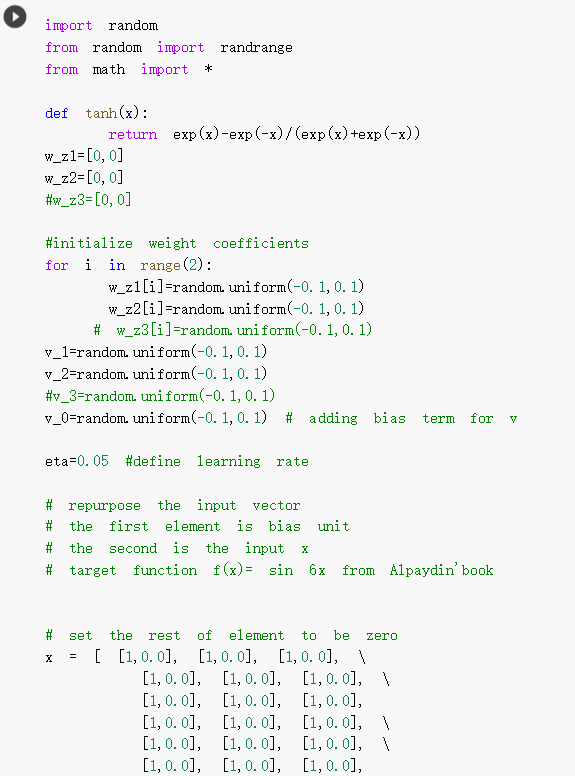 import random
from random import randrange
from math import *
def tanh(x):
return exp(x)-exp(-x)/(exp(x)+exp(-x))
w_z1=[0,0]
w_z2=[0,0]
#w_z3=[0,0]
#initialize weight coefficients
for i in range(2):
w_z1[i]=random.uniform(-0.1,0.1)
w_z2[i]=random.uniform(-0.1,0.1)
# w_z3[i]=random.uniform(-0.1,0.1)
v_1=random.uniform(-0.1,0.1)
v_2=random.uniform(-0.1,0.1)
#v_3=random.uniform(-0.1,0.1)
v_0=random.uniform(-0.1,0.1) # adding bias term for v
eta=0.05 #define learning rate
# repurpose the input vector
# the first element is bias unit
# the second is the input x
# target function f(x)= sin 6x from Alpaydin'book
# set the rest of element to be zero
x = [ [1,0.0], [1,0.0], [1,0.0], \
[1,0.0], [1,0.0], [1,0.0], \
[1,0.0], [1,0.0], [1,0.0],
[1,0.0], [1,0.0], [1,0.0], \
[1,0.0], [1,0.0], [1,0.0], \
[1,0.0], [1,0.0], [1,0.0],